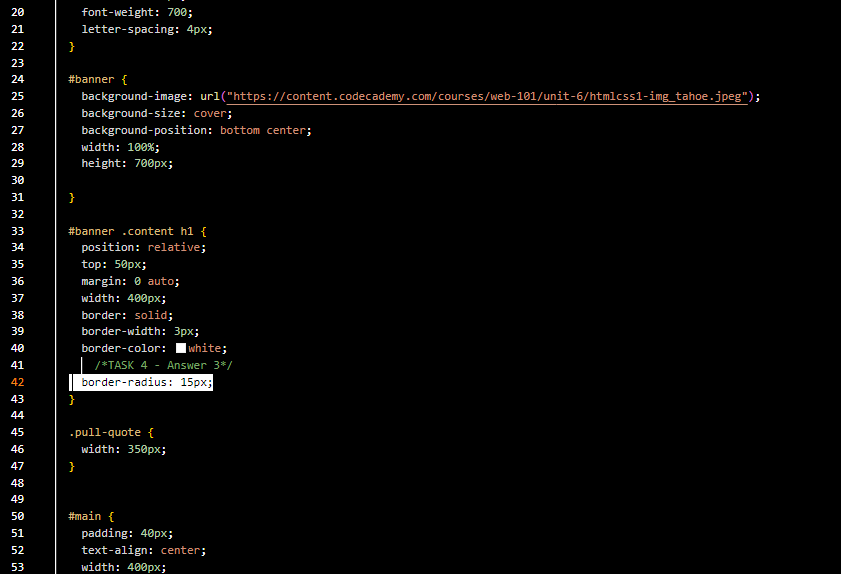 20 font-weight: 700;
21 letter-spacing: 4px;
22 }
23
24 #banner {
25 background-image: url("https://content.codecademy.com/courses/web-101/unit-6/htmlcss1-img_tahoe.jpeg");
26 background-size: cover;
27 background-position: bottom center;
28 width: 100%;
29 height: 700px;
30
31 }
32
33 #banner .content h1 {
34 position: relative;
35 top: 50px;
36 margin: 0 auto;
37 width: 400px;
38 border: solid;
39 border-width: 3px;
40 border-color: white;
41 /*TASK 4 - Answer 3*/
42 border-radius: 15px;
43 }
44
45 .pull-quote {
46 width: 350px;
47 }
48
49
50 #main {
51 padding: 40px;
52 text-align: center;
53 width: 400px;